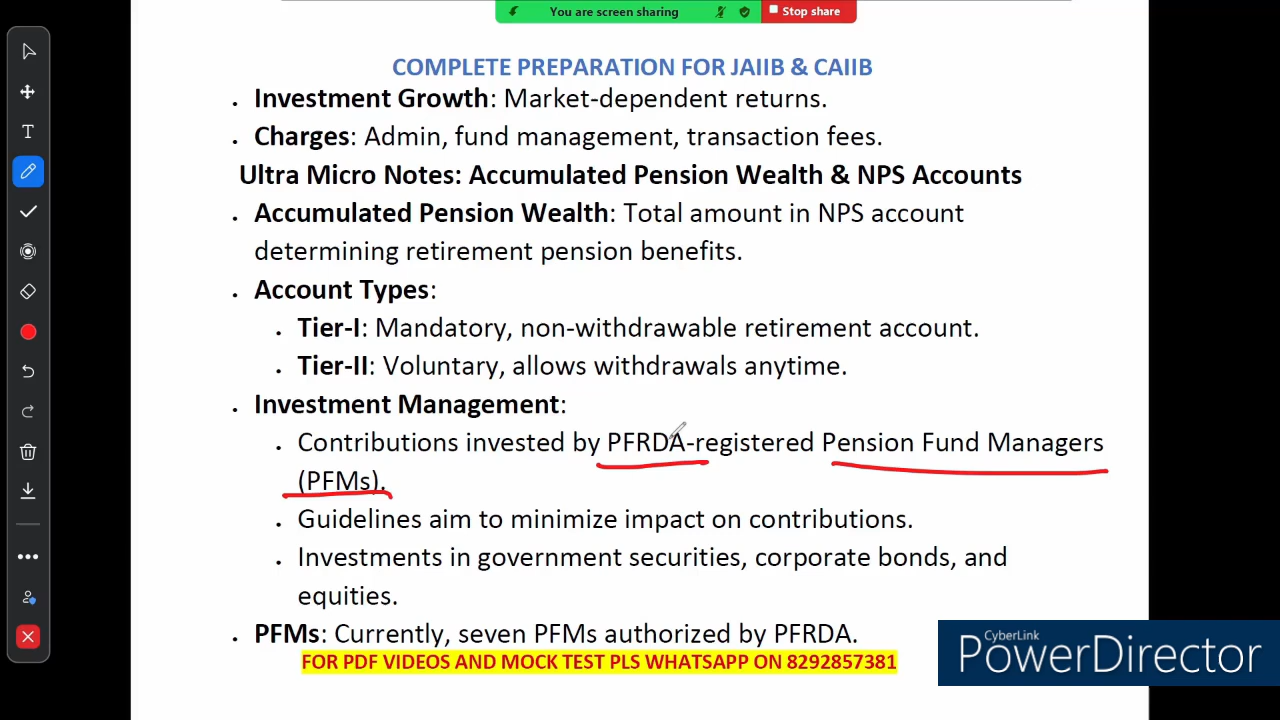 You are screen sharing
Stop share
COMPLETE PREPARATION FOR JAIIB & CAIIB
• Investment Growth: Market-dependent returns.
• Charges: Admin, fund management, transaction fees.
Ultra Micro Notes: Accumulated Pension Wealth & NPS Accounts
• Accumulated Pension Wealth: Total amount in NPS account
determining retirement pension benefits.
• Account Types:
• Tier-I: Mandatory, non-withdrawable retirement account.
• Tier-II: Voluntary, allows withdrawals anytime.
• Investment Management:
• Contributions invested by PFRDA-registered Pension Fund Managers
(PFMs).
• Guidelines aim to minimize impact on contributions.
• Investments in government securities, corporate bonds, and
equities.
• PFMs: Currently, seven PFMs authorized by PFRDA.
FOR PDF VIDEOS AND MOCK TEST PLS WHATSAPP ON 8292857381
CyberLink
PowerDirector